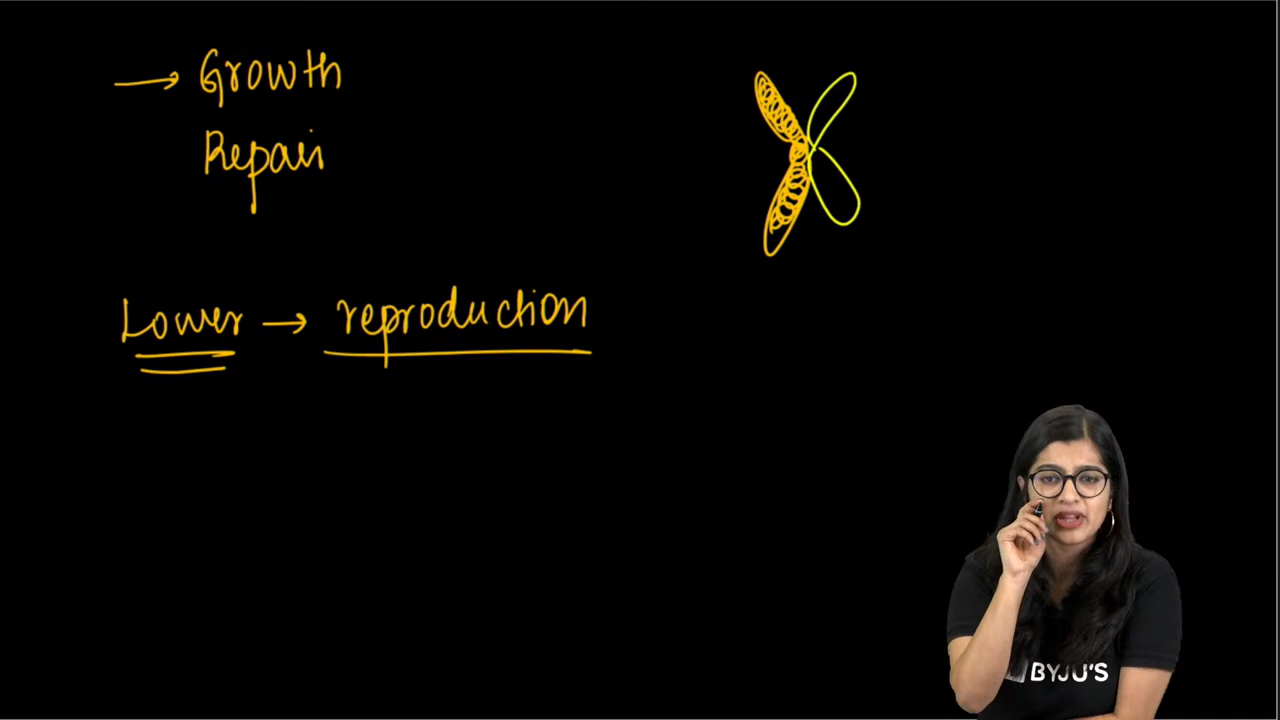 → Growth
Repair
Lower → reproduction
BYJU'S